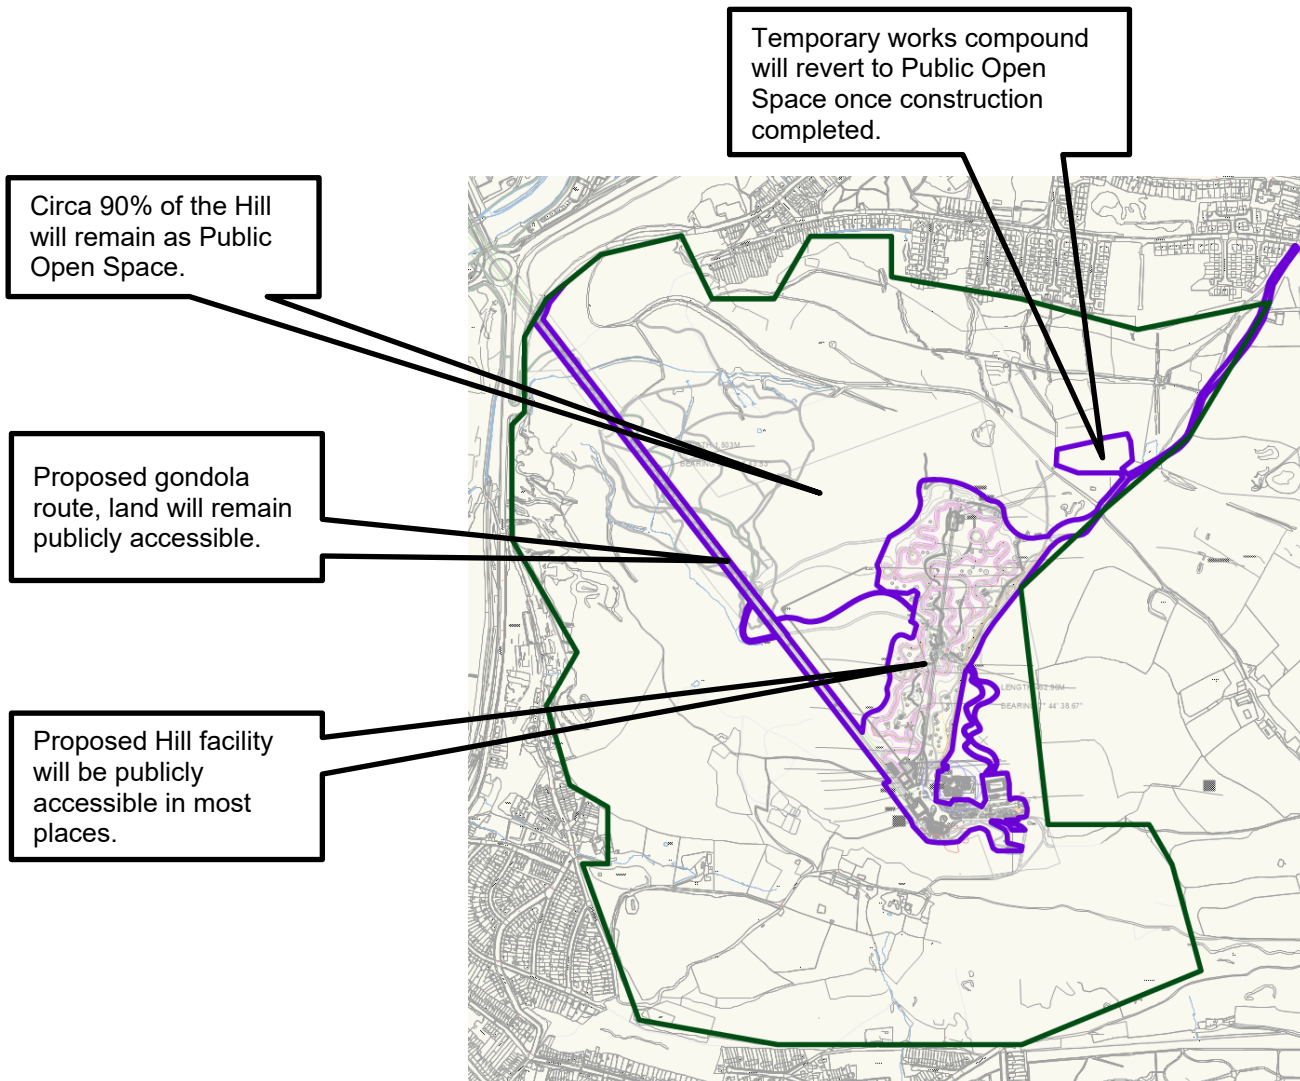 Temporary works compound
will revert to Public Open
Space once construction
completed.
Circa 90% of the Hill
will remain as Public
Open Space.
Proposed gondola
route, land will remain
publicly accessible.
Proposed Hill facility
will be publicly
accessible in most
places.